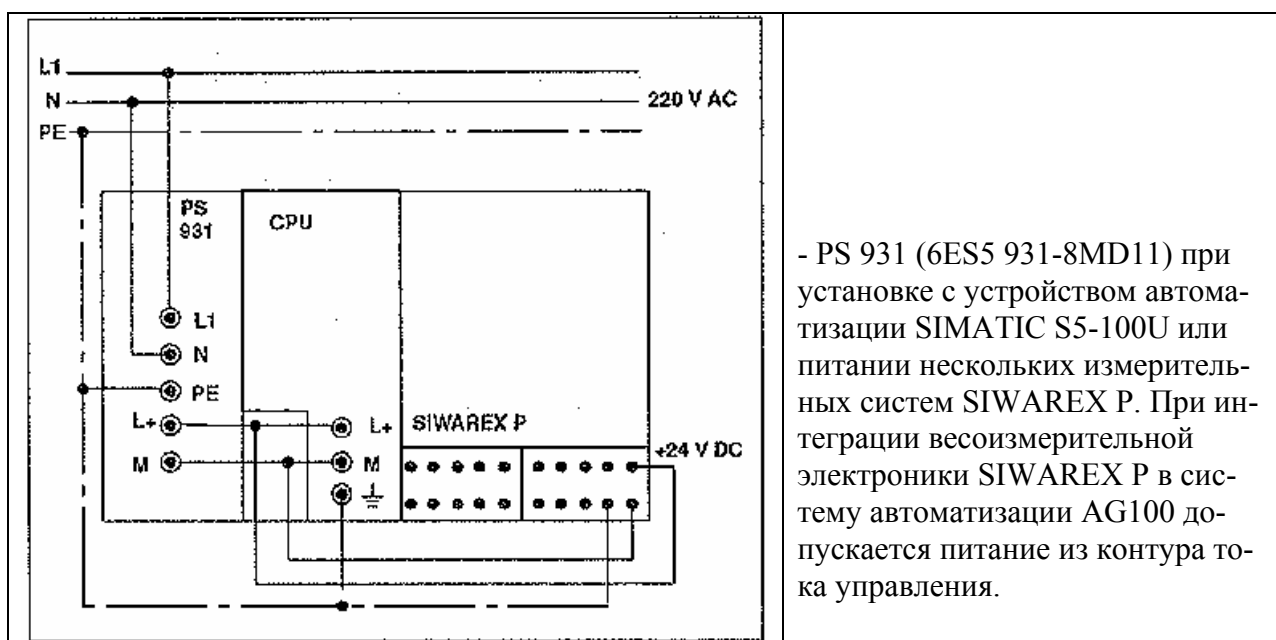 L1
N
220 V AC
PE
PS
931
CPU
L1
N
PE
L+
L+
SIWAREX P
+24 V DC
M
M
- PS 931 (6ES5 931-8MD11) при
установке с устройством автома-
тизации SIMATIC S5-100U или
питании нескольких измеритель-
ных систем SIWAREX P. При ин-
теграции весоизмерительной
электроники SIWAREX P в сис-
тему автоматизации AG100 до-
пускается питание из контура то-
ка управления.